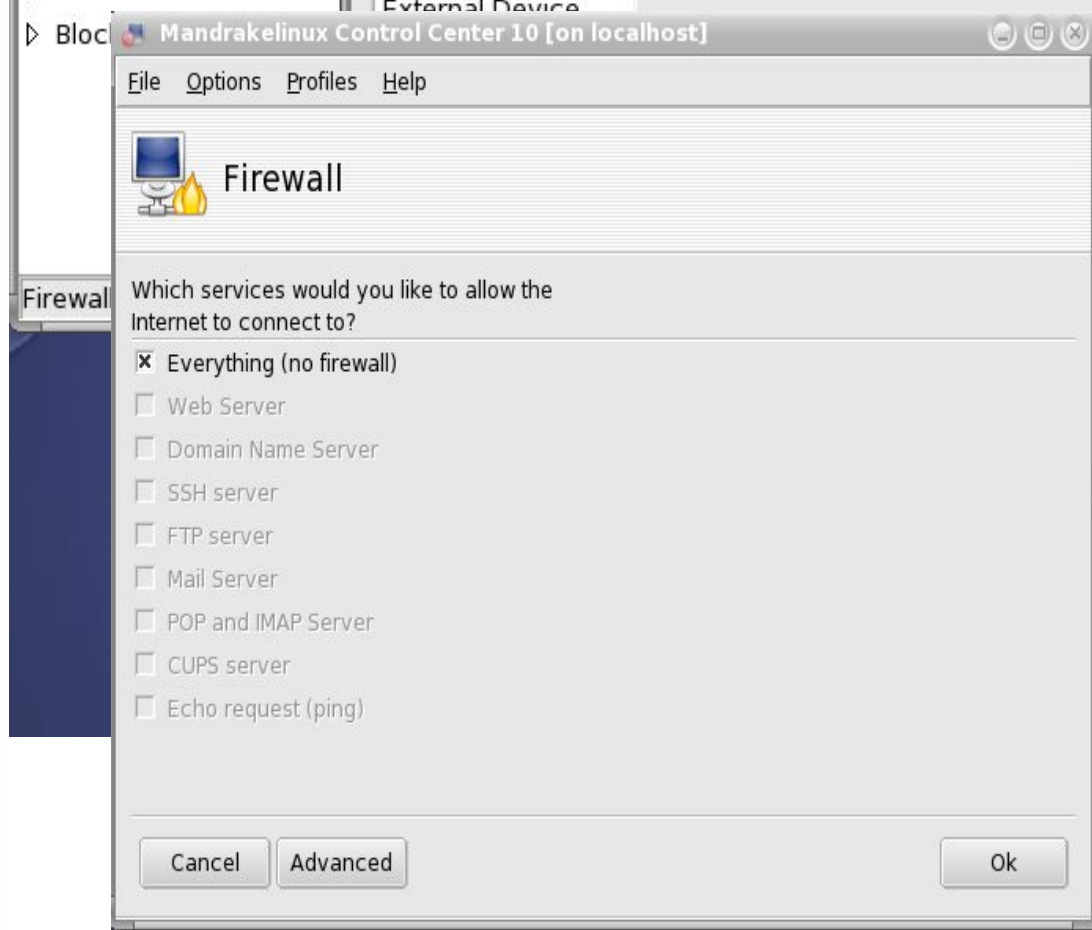 External Device
Mandrakelinux Control Center 10 [on localhost]
File Options Profiles Help
Firewall
Which services would you like to allow the
Internet to connect to?
Everything (no firewall)
Web Server
Domain Name Server
SSH server
FTP server
Mail Server
POP and IMAP Server
CUPS server
Echo request (ping)
Cancel Advanced Ok